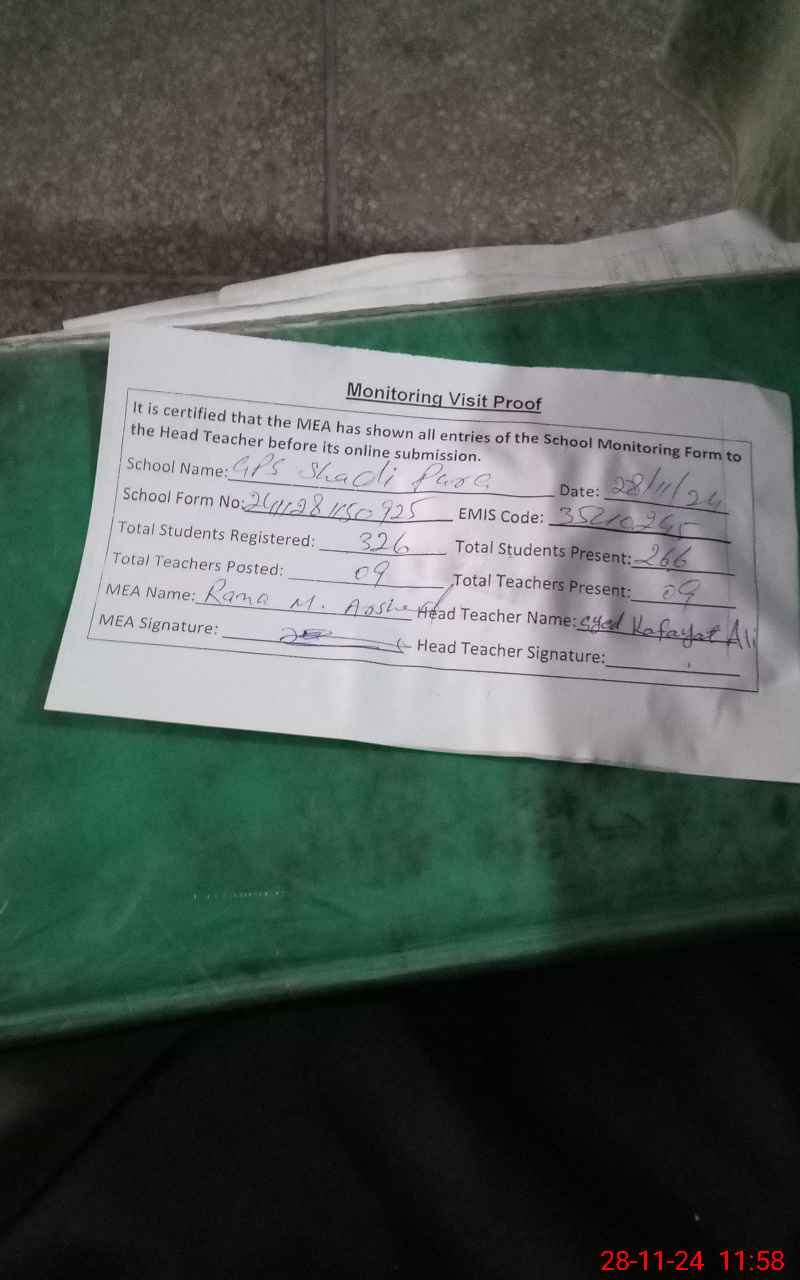 Monitoring Visit Proof
It is certified that the MEA has shown all entries of the School Monitoring Form to
the Head Teacher before its online submission.
School Name: GPS Shadi Pura Date: 28/11/24
School Form No: 2411281150925 EMIS Code: 35210245
Total Students Registered: 326 Total Students Present: 266
Total Teachers Posted: 09 Total Teachers Present: 09
MEA Name: Rana M. Head Teacher Name: Syed Kafayat Ali
MEA Signature: Head Teacher Signature:
28-11-24 11:58